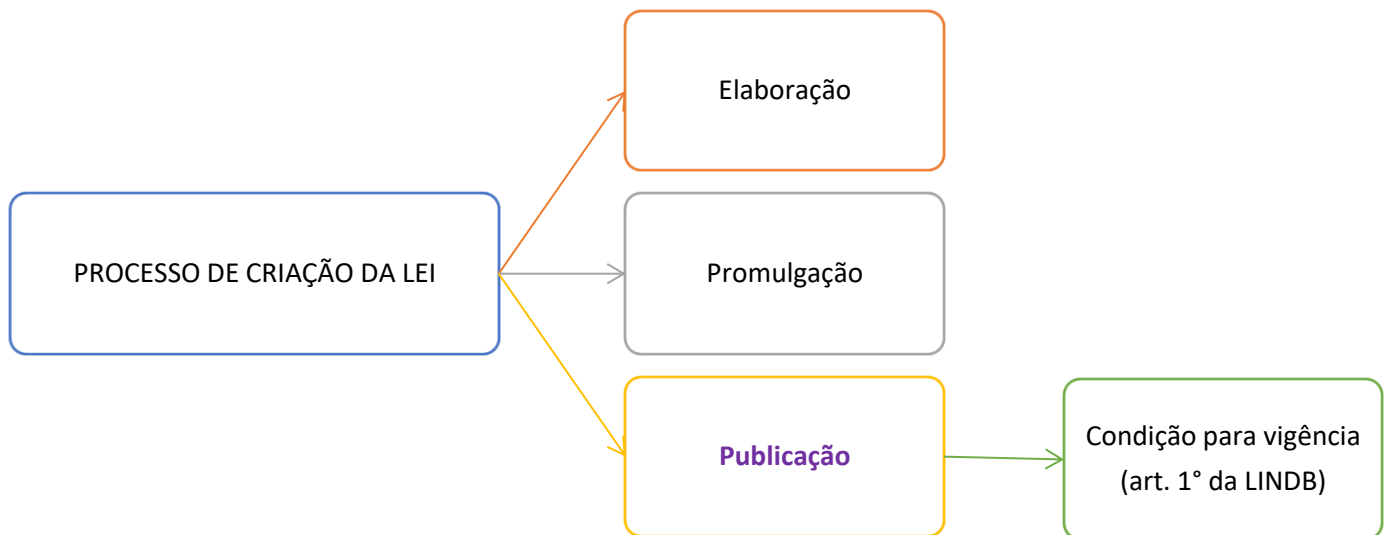 Elaboração
PROCESSO DE CRIAÇÃO DA LEI
Promulgação
Publicação
Condição para vigência
(art. 1° da LINDB)